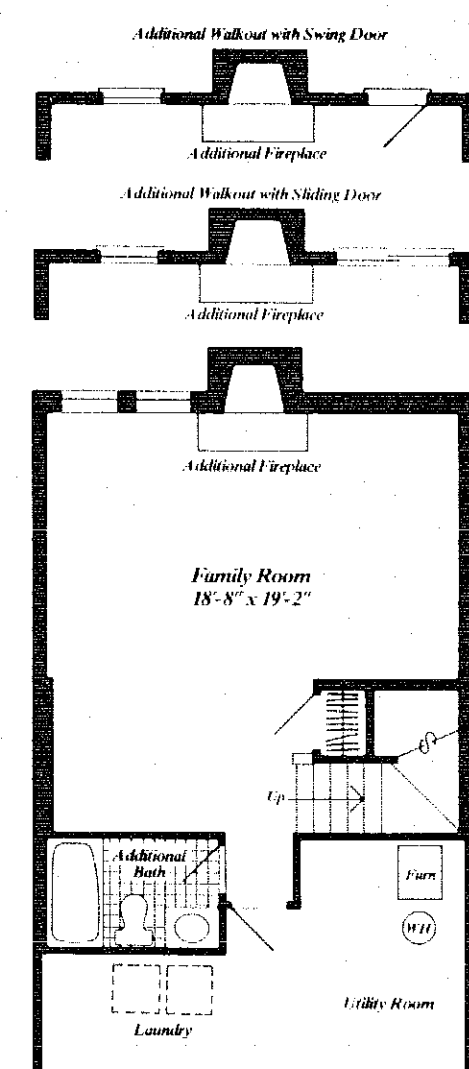 Additional Walkout with Swing Door
Additional Fireplace
Additional Walkout with Sliding Door
Additional Fireplace
Additional Fireplace
Family Room
18'-8" x 19'-2"
Up
Additional
Bath
Furn
WH
Utility Room
Laundry